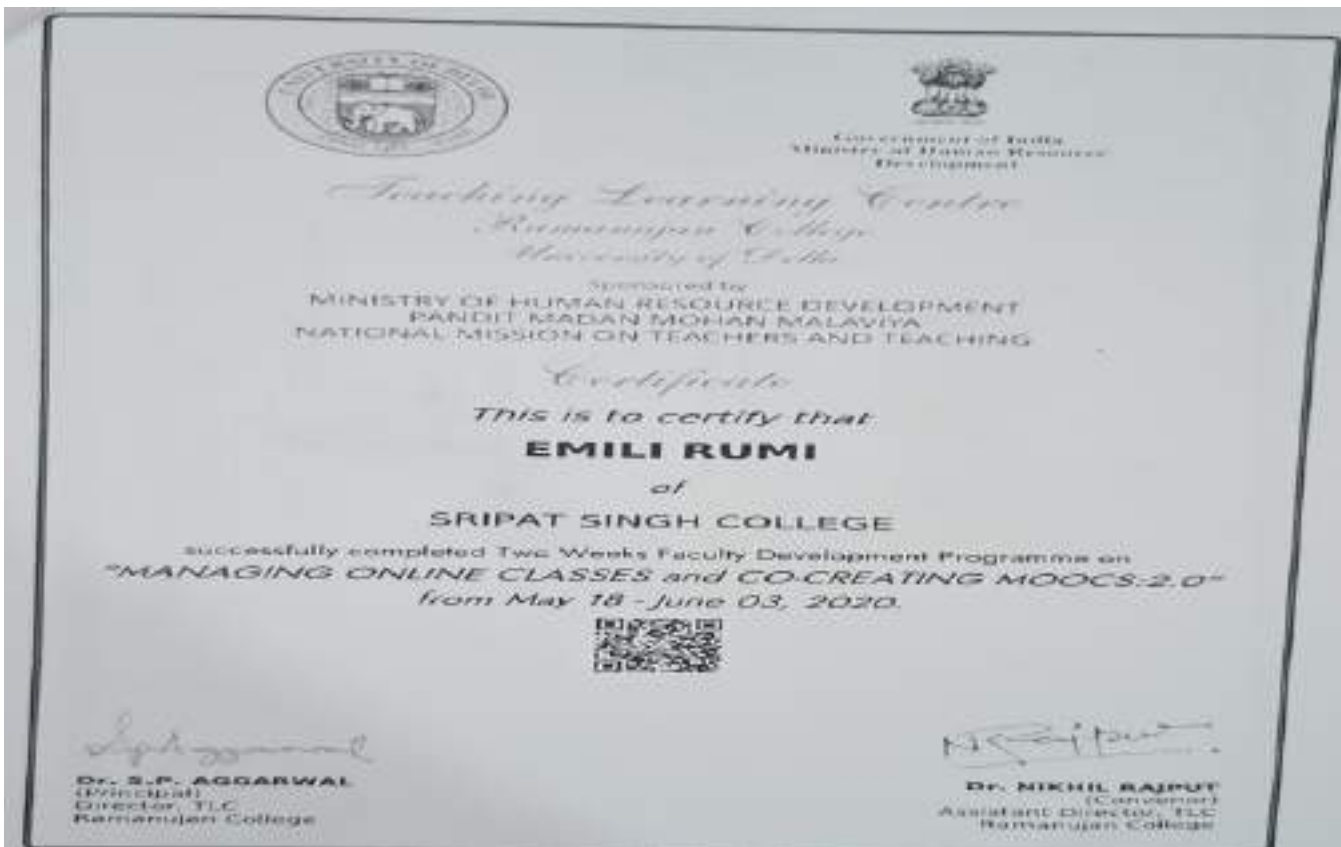 UNIVERSITY OF DELHI
Government of India
Ministry of Human Resource
Development
Teaching Learning Centre
Ramanujan College
University of Delhi
Sponsored by
MINISTRY OF HUMAN RESOURCE DEVELOPMENT
PANDIT MADAN MOHAN MALAVIYA
NATIONAL MISSION ON TEACHERS AND TEACHING
Certificate
This is to certify that
EMILI RUMI
of
SRIPAT SINGH COLLEGE
successfully completed Two Weeks Faculty Development Programme on
"MANAGING ONLINE CLASSES and CO-CREATING MOOCS:2.0"
from May 18 - June 03, 2020.
Dr. S.P. AGGARWAL
(Principal)
Director, TLC
Ramanujan College
Dr. NIKHIL RAJPUT
(Convenor)
Assistant Director, TLC
Ramanujan College